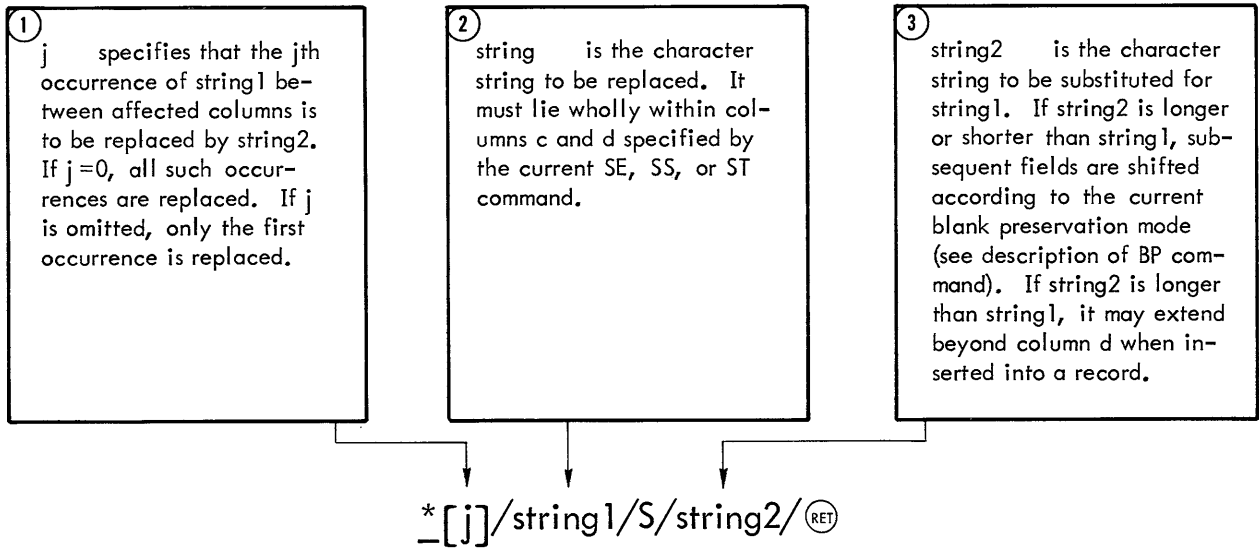 1
j specifies that the jth
occurrence of string1 be-
tween affected columns is
to be replaced by string2.
If j=0, all such occur-
rences are replaced. If j
is omitted, only the first
occurrence is replaced.
2
string is the character
string to be replaced. It
must lie wholly within col-
umns c and d specified by
the current SE, SS, or ST
command.
3
string2 is the character
string to be substituted for
string1. If string2 is longer
or shorter than string1, sub-
sequent fields are shifted
according to the current
blank preservation mode
(see description of BP com-
mand). If string2 is longer
than string1, it may extend
beyond column d when in-
serted into a record.
*[j]/string1/S/string2/ RET